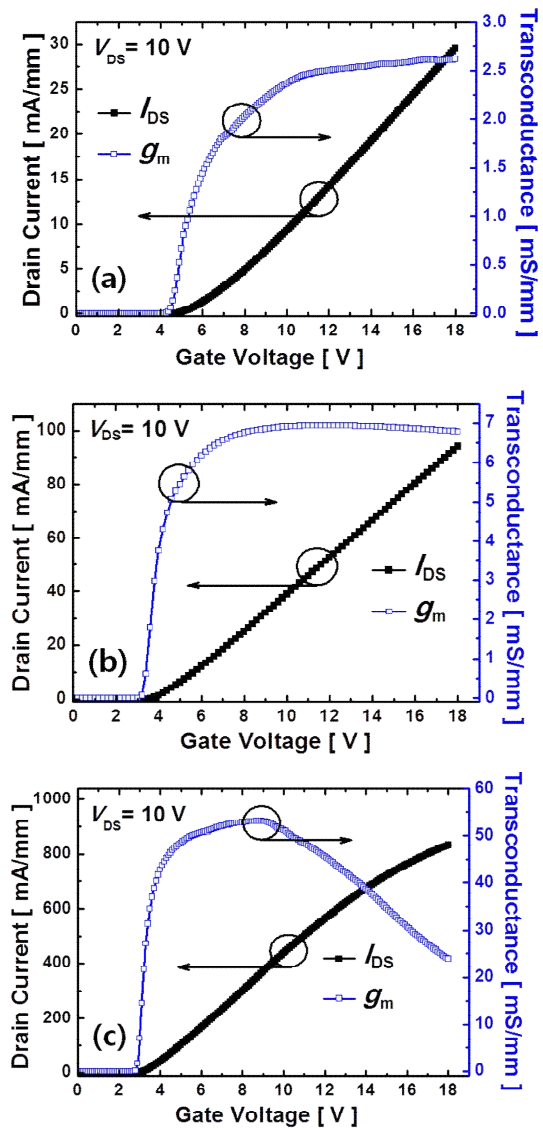 V_DS = 10 V
I_DS
g_m
(a)
Drain Current [ mA/mm]
30
25
20
15
10
5
0
Transconductance [ mS/mm]
3.0
2.5
2.0
1.5
1.0
0.5
0.0
0 2 4 6 8 10 12 14 16 18
Gate Voltage [ V ]
V_DS = 10 V
I_DS
g_m
(b)
Drain Current [ mA/mm]
100
80
60
40
20
0
Transconductance [ mS/mm]
7
6
5
4
3
2
1
0
0 2 4 6 8 10 12 14 16 18
Gate Voltage [ V ]
V_DS = 10 V
I_DS
g_m
(c)
Drain Current [ mA/mm]
1000
800
600
400
200
0
Transconductance [ mS/mm]
60
50
40
30
20
10
0
0 2 4 6 8 10 12 14 16 18
Gate Voltage [ V ]